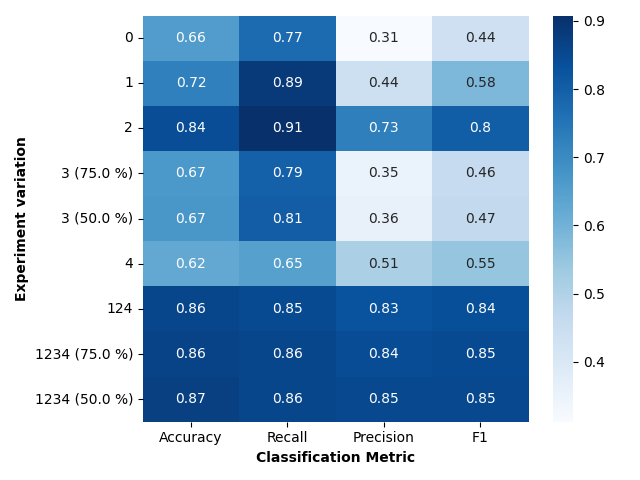 0 0.66 0.77 0.31 0.44
1 0.72 0.89 0.44 0.58
2 0.84 0.91 0.73 0.8
3 (75.0 %) 0.67 0.79 0.35 0.46
3 (50.0 %) 0.67 0.81 0.36 0.47
4 0.62 0.65 0.51 0.55
124 0.86 0.85 0.83 0.84
1234 (75.0 %) 0.86 0.86 0.84 0.85
1234 (50.0 %) 0.87 0.86 0.85 0.85
Accuracy Recall Precision F1
Classification Metric
Experiment variation
0.9
0.8
0.7
0.6
0.5
0.4